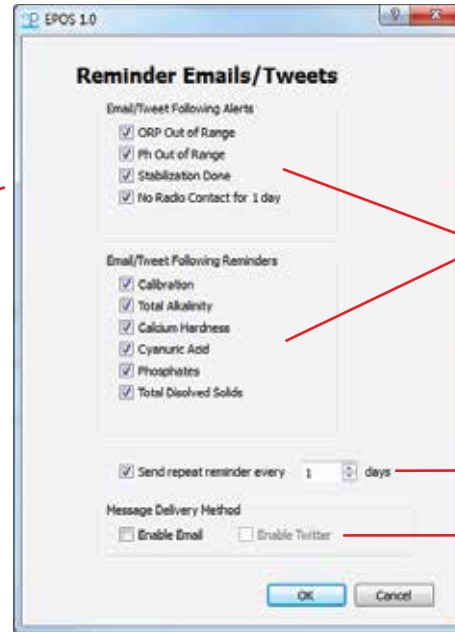 EPOS 1.0
Reminder Emails/Tweets
Email/Tweet Following Alerts
ORP Out of Range
Ph Out of Range
Stabilization Done
No Radio Contact for 1 day
Email/Tweet Following Reminders
Calibration
Total Alkalinity
Calcium Hardness
Cyanuric Acid
Phosphates
Total Disolved Solids
Send repeat reminder every 1 days
Message Delivery Method
Enable Email Enable Twitter
OK Cancel